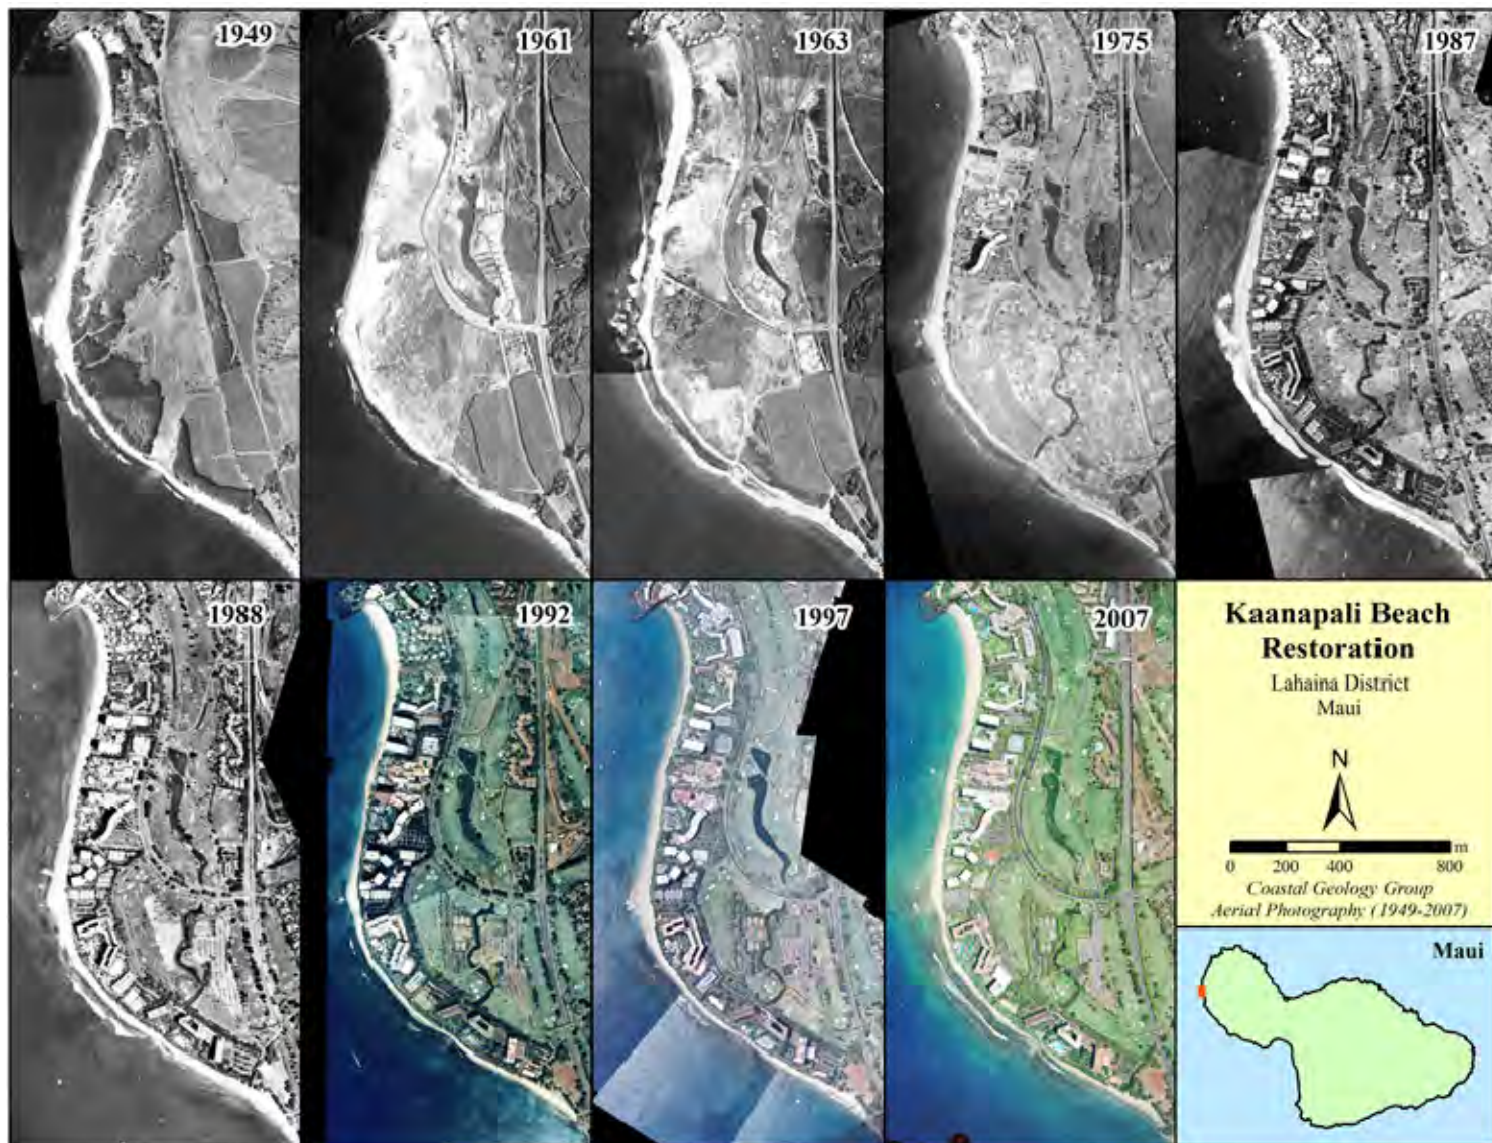 1949
1961
1963
1975
1987
1988
1992
1997
2007
Kaanapali Beach
Restoration
Lahaina District
Maui
N
m
0 200 400 800
Coastal Geology Group
Aerial Photography (1949-2007)
Maui